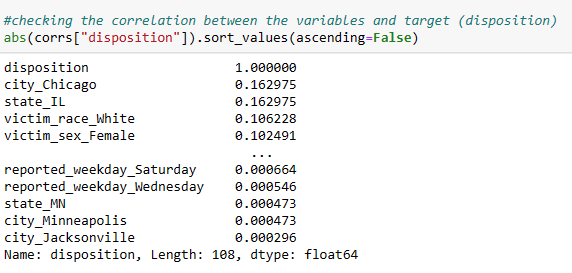 #checking the correlation between the variables and target (disposition)
abs(corrs["disposition"]).sort_values(ascending=False)
disposition 1.000000
city_Chicago 0.162975
state_IL 0.162975
victim_race_White 0.106228
victim_sex_Female 0.102491
...
reported_weekday_Saturday 0.000664
reported_weekday_Wednesday 0.000546
state_MN 0.000473
city_Minneapolis 0.000473
city_Jacksonville 0.000296
Name: disposition, Length: 108, dtype: float64